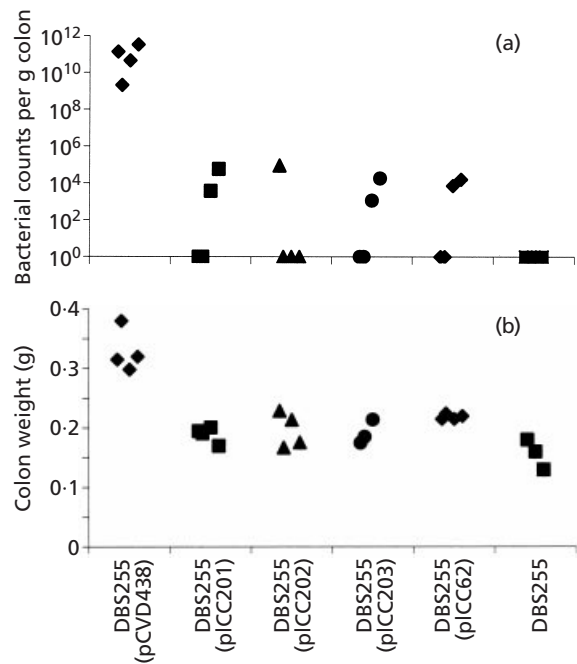 (a)
Bacterial counts per g colon
10¹²
10¹⁰
10⁸
10⁶
10⁴
10²
10⁰
(b)
Colon weight (g)
0·4
0·3
0·2
0·1
0
DBS255
(pCVD438)
DBS255
(pICC201)
DBS255
(pICC202)
DBS255
(pICC203)
DBS255
(pICC62)
DBS255